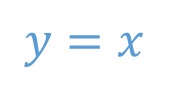 y = x